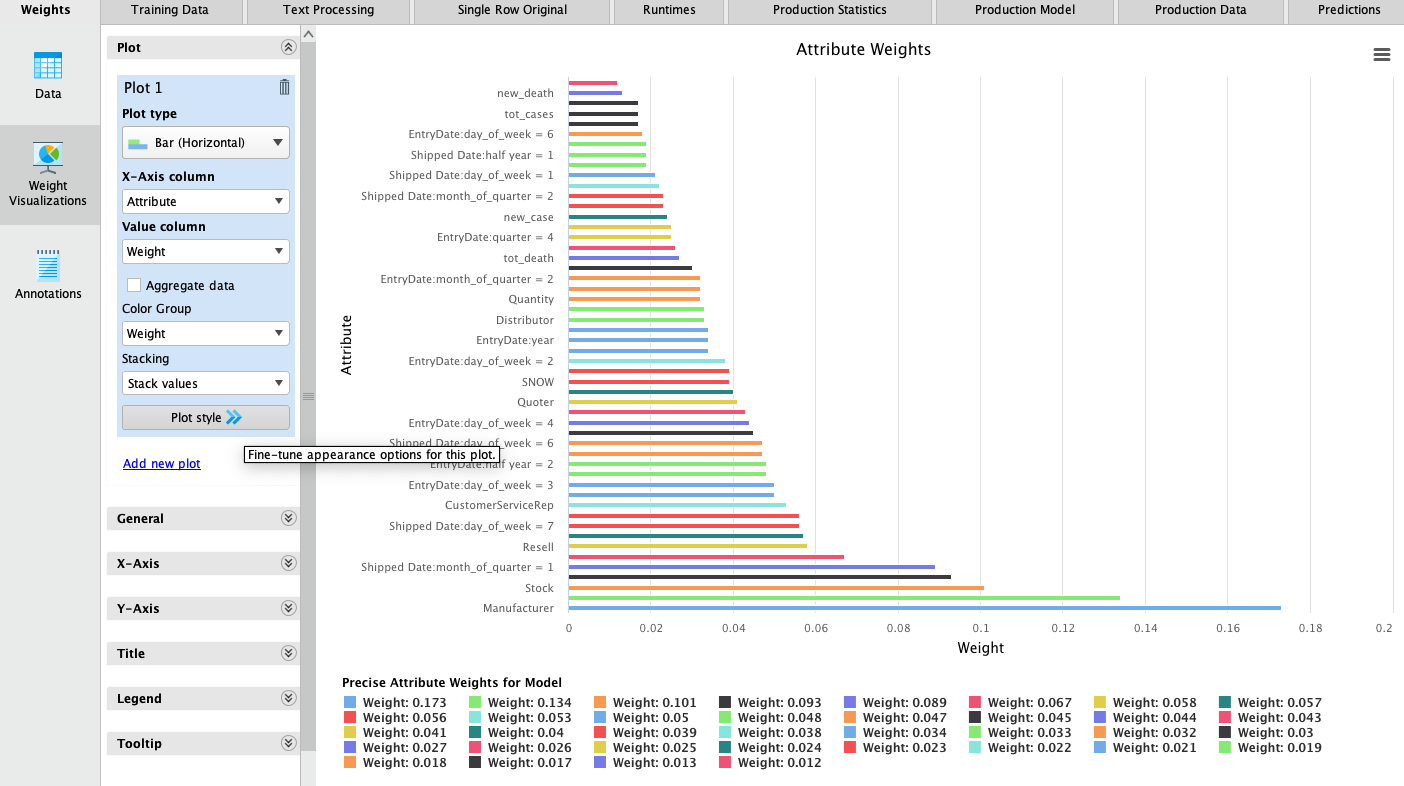 Weights
Training Data
Text Processing
Single Row Original
Runtimes
Production Statistics
Production Model
Production Data
Predictions
Data
Weight
Visualizations
Annotations
Plot
Plot 1
Plot type
Bar (Horizontal)
X-Axis column
Attribute
Value column
Weight
Aggregate data
Color Group
Weight
Stacking
Stack values
Plot style
Add new plot
Fine-tune appearance options for this plot.
General
X-Axis
Y-Axis
Title
Legend
Tooltip
Attribute Weights
Attribute
new_death
tot_cases
EntryDate:day_of_week = 6
Shipped Date:half year = 1
Shipped Date:day_of_week = 1
Shipped Date:month_of_quarter = 2
new_case
EntryDate:quarter = 4
tot_death
EntryDate:month_of_quarter = 2
Quantity
Distributor
EntryDate:year
EntryDate:day_of_week = 2
SNOW
Quoter
EntryDate:day_of_week = 4
Shipped Date:day_of_week = 6
EntryDate:half year = 2
EntryDate:day_of_week = 3
CustomerServiceRep
Shipped Date:day_of_week = 7
Resell
Shipped Date:month_of_quarter = 1
Stock
Manufacturer
0 0.02 0.04 0.06 0.08 0.1 0.12 0.14 0.16 0.18 0.2
Weight
Precise Attribute Weights for Model
Weight: 0.173 Weight: 0.134 Weight: 0.101 Weight: 0.093 Weight: 0.089 Weight: 0.067 Weight: 0.058 Weight: 0.057
Weight: 0.056 Weight: 0.053 Weight: 0.05 Weight: 0.048 Weight: 0.047 Weight: 0.045 Weight: 0.044 Weight: 0.043
Weight: 0.041 Weight: 0.04 Weight: 0.039 Weight: 0.038 Weight: 0.034 Weight: 0.033 Weight: 0.032 Weight: 0.03
Weight: 0.027 Weight: 0.026 Weight: 0.025 Weight: 0.024 Weight: 0.023 Weight: 0.022 Weight: 0.021 Weight: 0.019
Weight: 0.018 Weight: 0.017 Weight: 0.013 Weight: 0.012